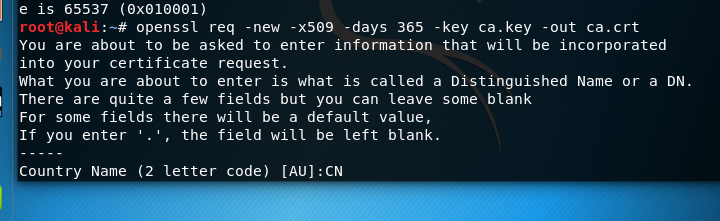 e is 65537 (0x010001)
root@kali:~# openssl req -new -x509 -days 365 -key ca.key -out ca.crt
You are about to be asked to enter information that will be incorporated
into your certificate request.
What you are about to enter is what is called a Distinguished Name or a DN.
There are quite a few fields but you can leave some blank
For some fields there will be a default value,
If you enter '.', the field will be left blank.
-----
Country Name (2 letter code) [AU]:CN